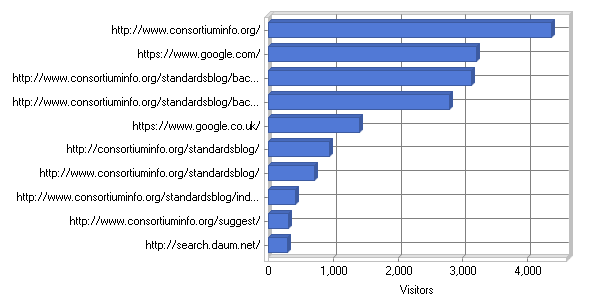 http://www.consortiuminfo.org/
https://www.google.com/
http://www.consortiuminfo.org/standardsblog/bac...
http://www.consortiuminfo.org/standardsblog/bac...
https://www.google.co.uk/
http://consortiuminfo.org/standardsblog/
http://www.consortiuminfo.org/standardsblog/
http://www.consortiuminfo.org/standardsblog/ind...
http://www.consortiuminfo.org/suggest/
http://search.daum.net/
0 1,000 2,000 3,000 4,000
Visitors